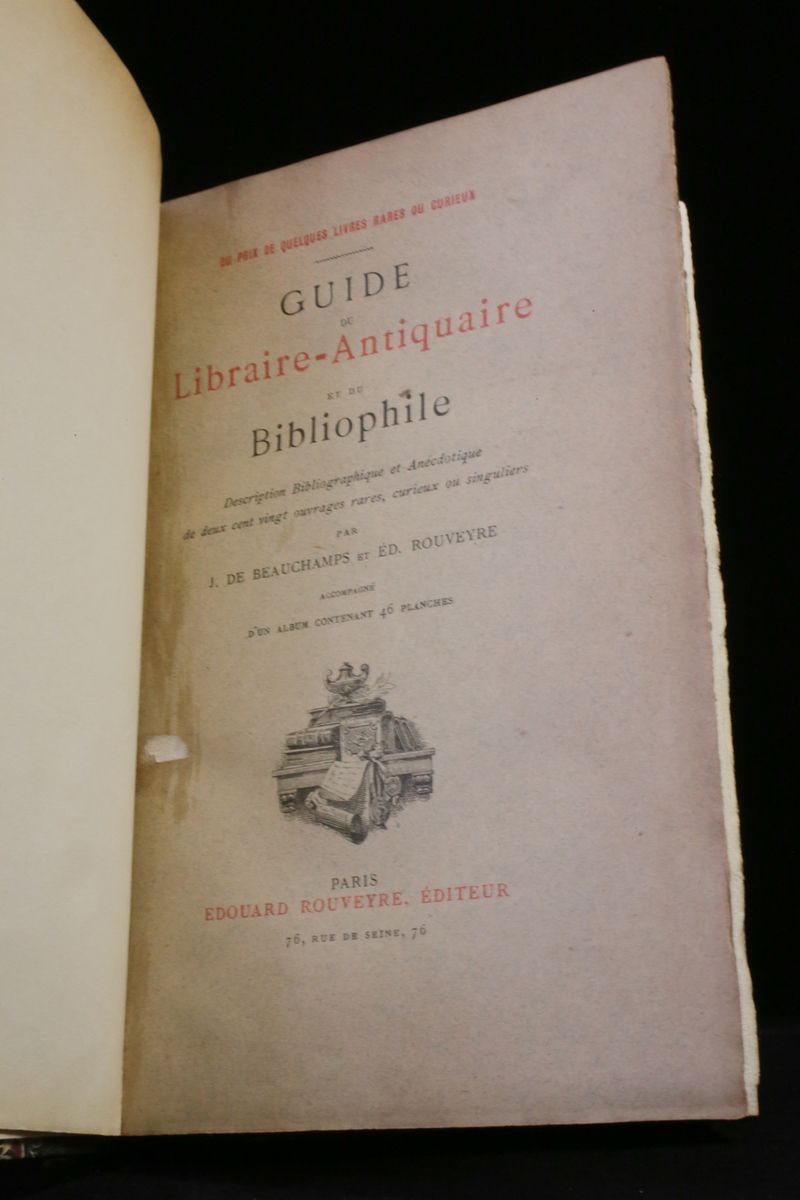 DU PRIX DE QUELQUES LIVRES RARES OU CURIEUX
GUIDE
DU
Libraire-Antiquaire
ET DU
Bibliophile
Description Bibliographique et Anecdotique
de deux cent vingt ouvrages rares, curieux ou singuliers
PAR
J. DE BEAUCHAMPS ET ÉD. ROUVEYRE
ACCOMPAGNÉ
D'UN ALBUM CONTENANT 46 PLANCHES
PARIS
EDOUARD ROUVEYRE, ÉDITEUR
76, RUE DE SEINE, 76